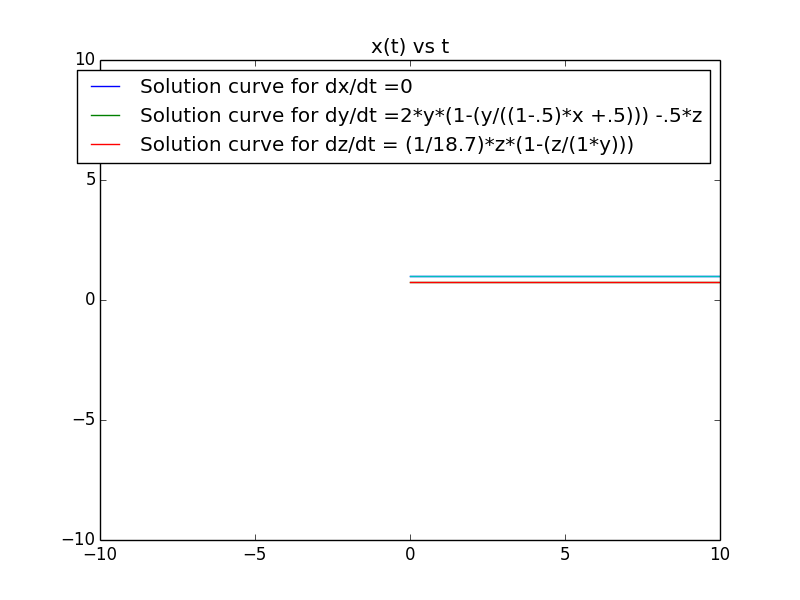 x(t) vs t
10
Solution curve for dx/dt =0
Solution curve for dy/dt =2*y*(1-(y/((1-.5)*x +.5))) -.5*z
Solution curve for dz/dt = (1/18.7)*z*(1-(z/(1*y)))
5
0
−5
−10
−10 −5 0 5 10